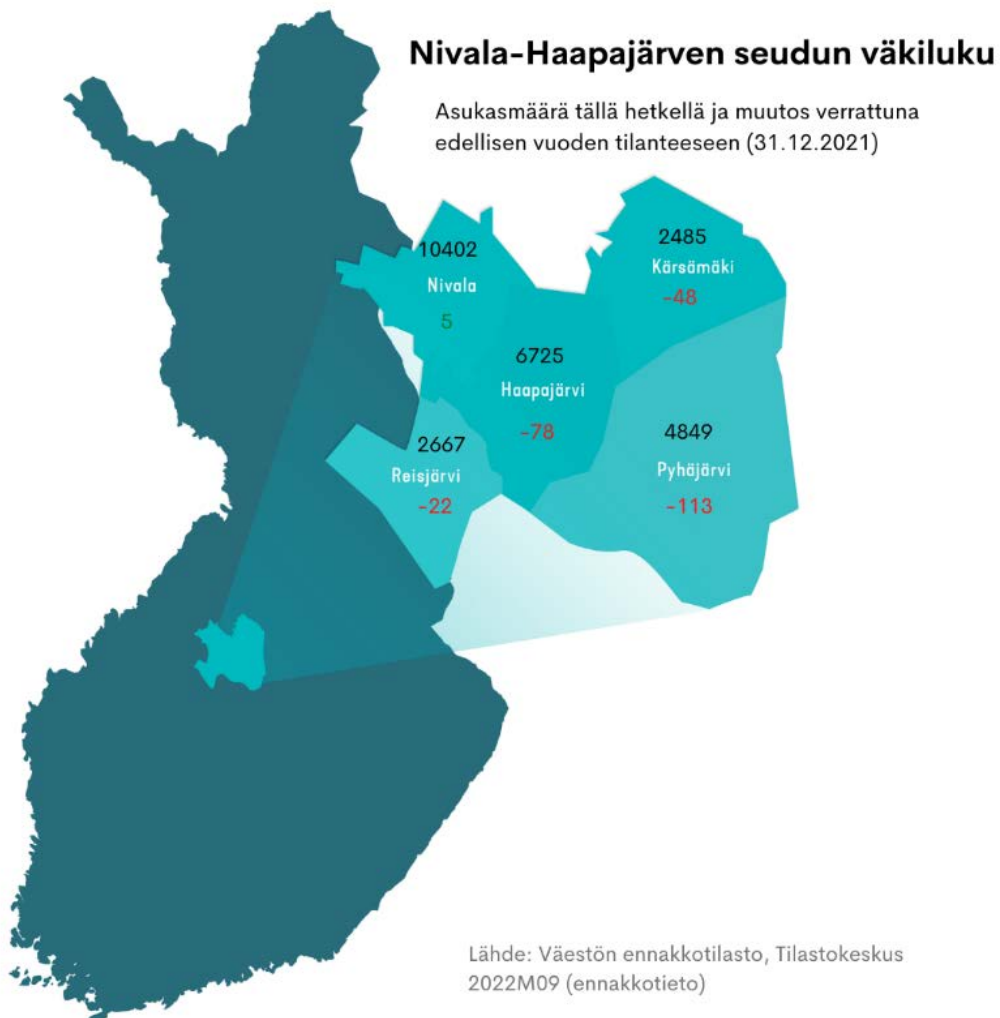 Nivala-Haapajärven seudun väkiluku
Asukasmäärä tällä hetkellä ja muutos verrattuna
edellisen vuoden tilanteeseen (31.12.2021)
10402
Nivala
5
2485
Kärsämäki
-48
6725
Haapajärvi
-78
2667
Reisjärvi
-22
4849
Pyhäjärvi
-113
Lähde: Väestön ennakkotilasto, Tilastokeskus
2022M09 (ennakkotieto)